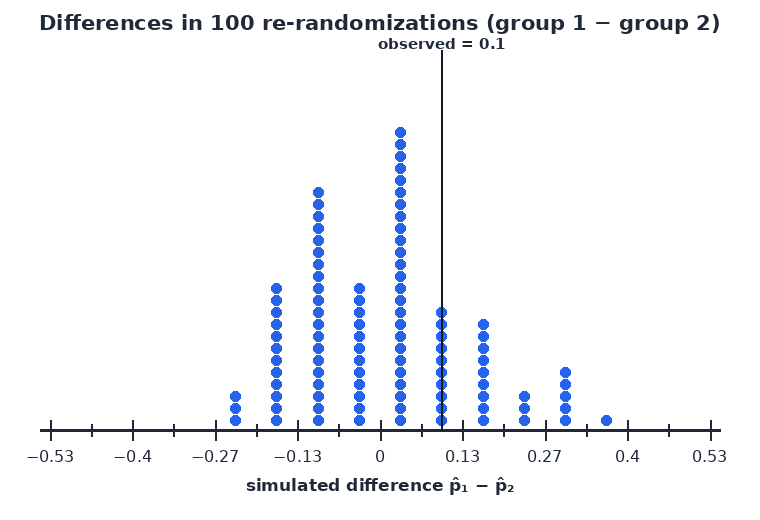 Differences in 100 re-randomizations (group 1 − group 2)
observed = 0.1
−0.53 −0.4 −0.27 −0.13 0 0.13 0.27 0.4 0.53
simulated difference p̂₁ − p̂₂